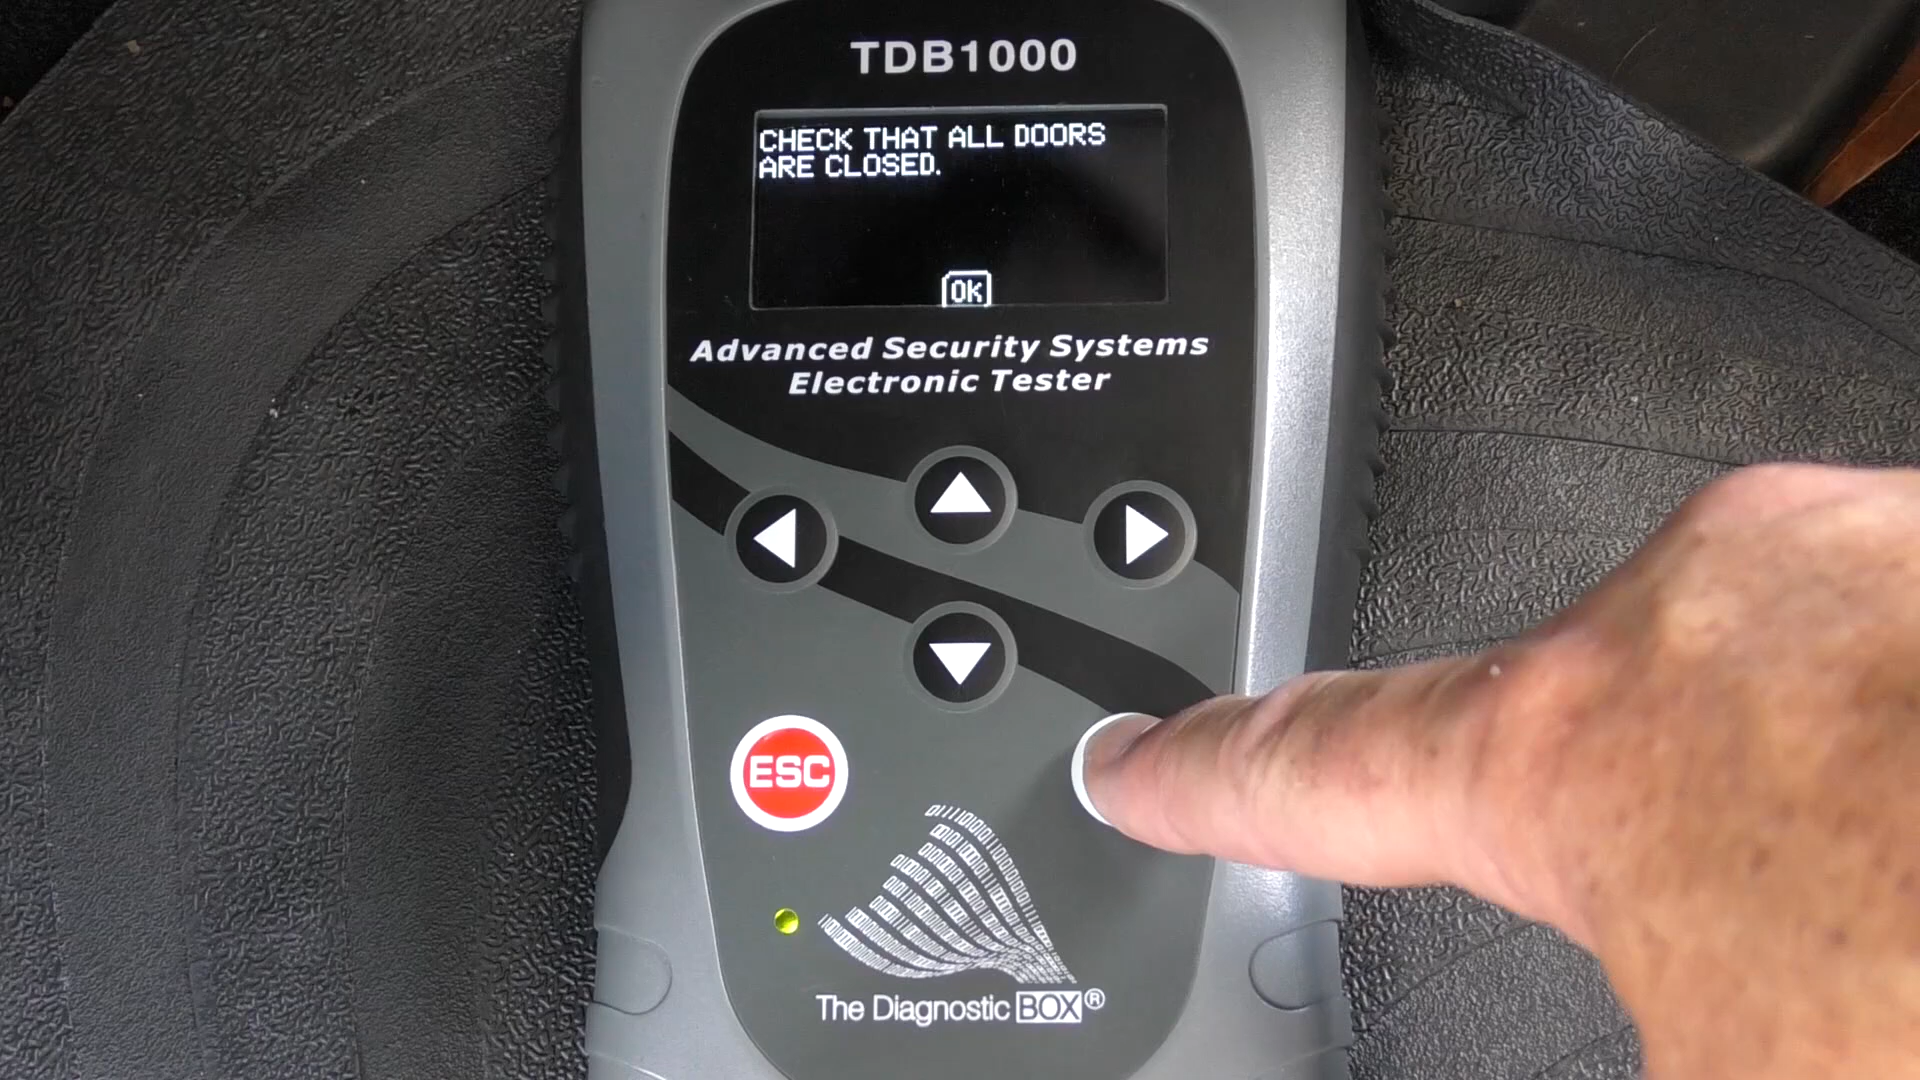 TDB1000
CHECK THAT ALL DOORS
ARE CLOSED.
OK
Advanced Security Systems
Electronic Tester
ESC
The Diagnostic BOX®